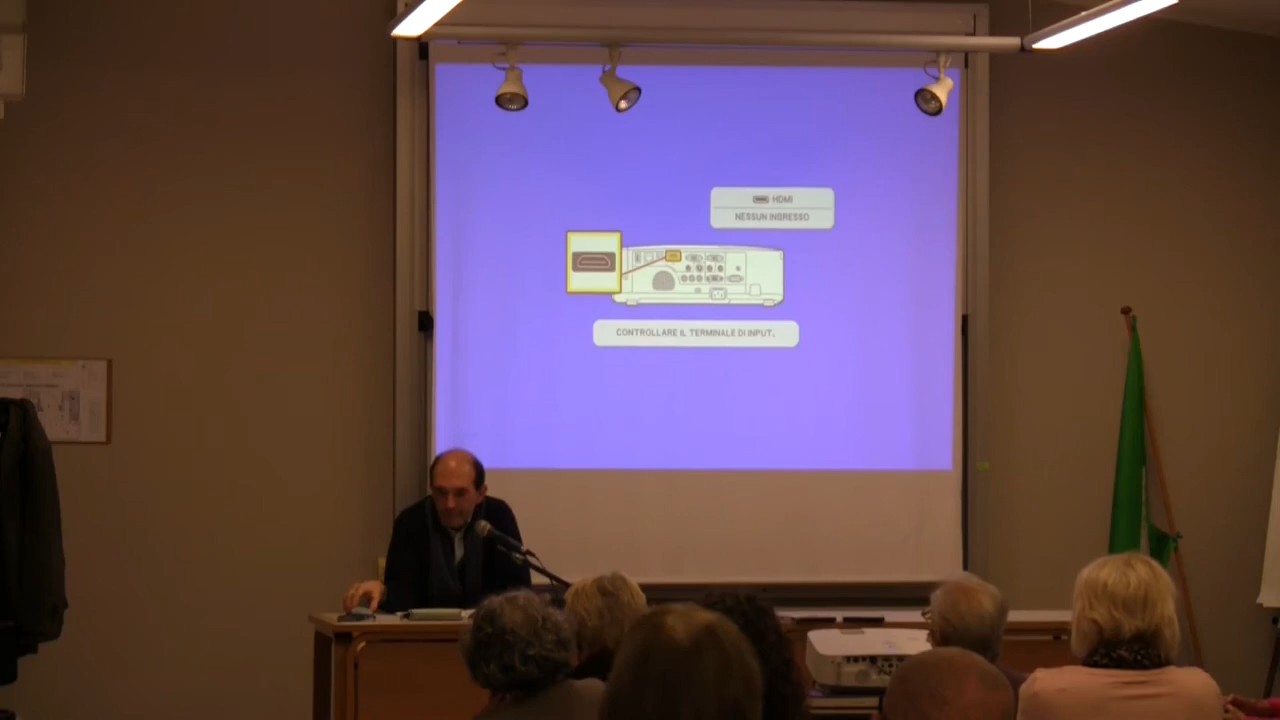 HDMI
NESSUN INGRESSO
CONTROLLARE IL TERMINALE DI INPUT.